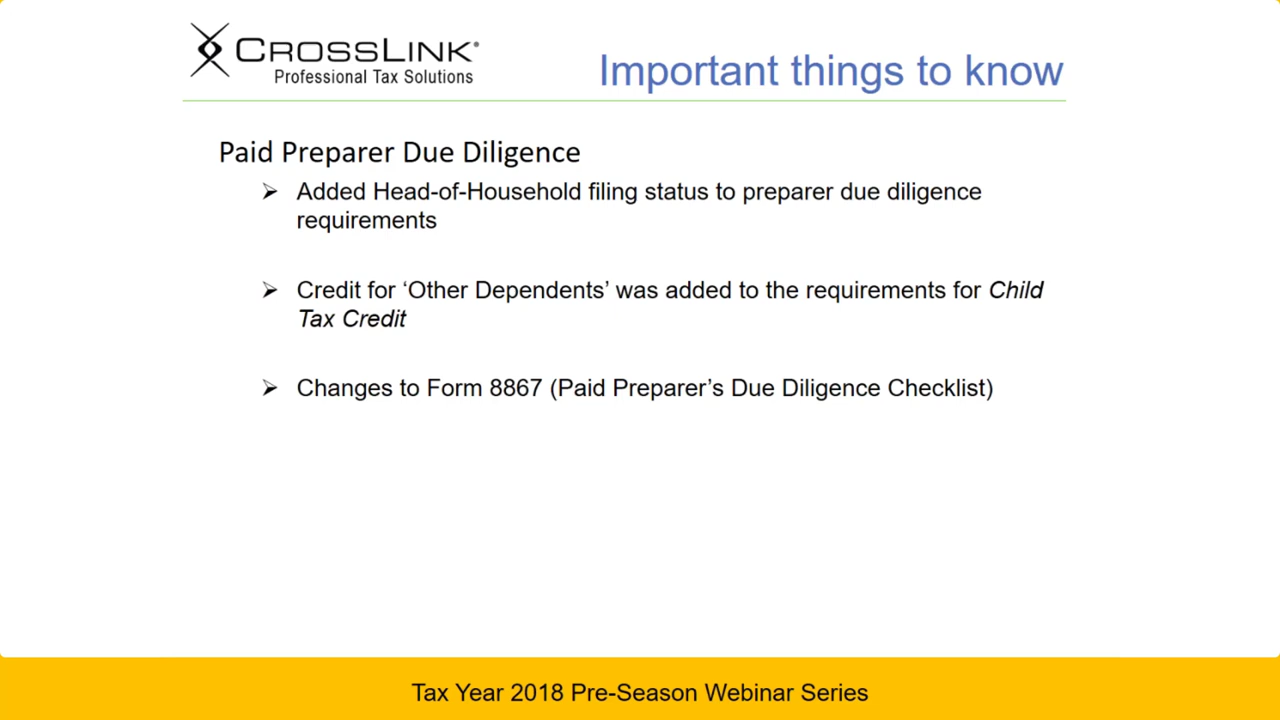 CROSSLINK®
Professional Tax Solutions
Important things to know
Paid Preparer Due Diligence
➢ Added Head-of-Household filing status to preparer due diligence
requirements
➢ Credit for ‘Other Dependents’ was added to the requirements for Child
Tax Credit
➢ Changes to Form 8867 (Paid Preparer’s Due Diligence Checklist)
Tax Year 2018 Pre-Season Webinar Series